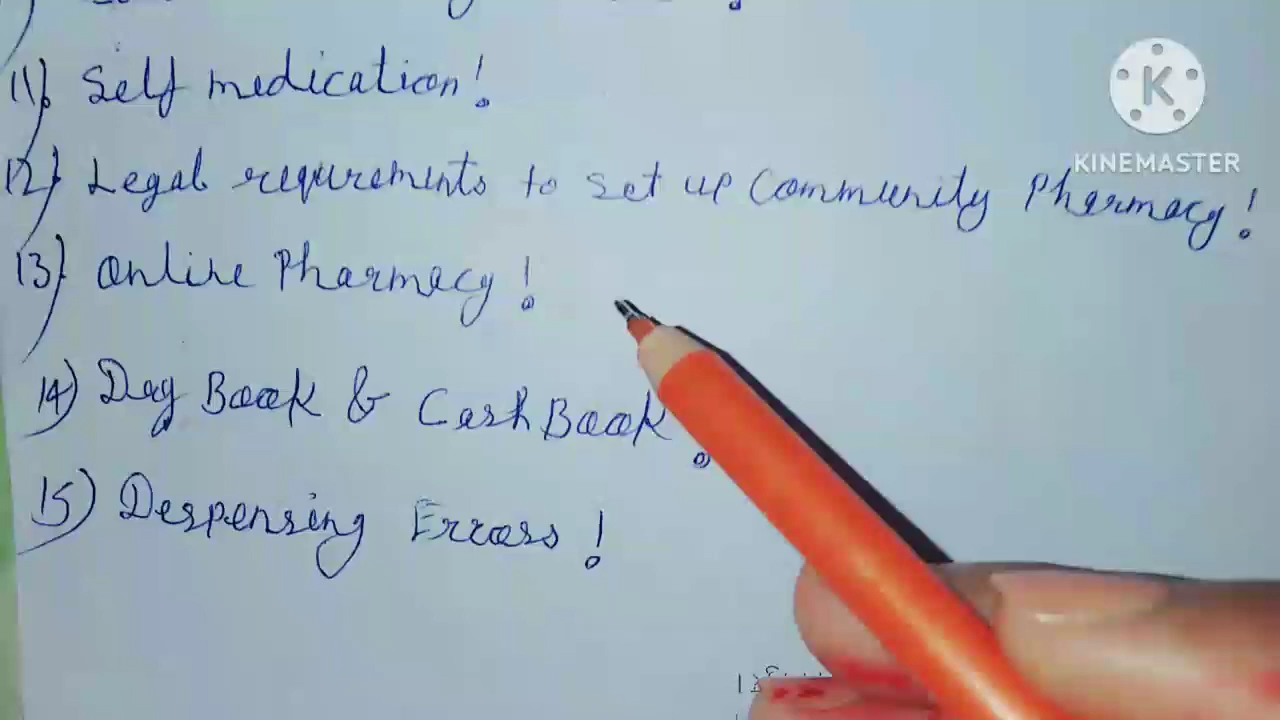 11) Self medication!
12) Legal requrements to set up Community Pharmacy!
13) Online Pharmacy!
14) Day Book & Cash Book.
15) Despensing Errors!
K
KINEMASTER